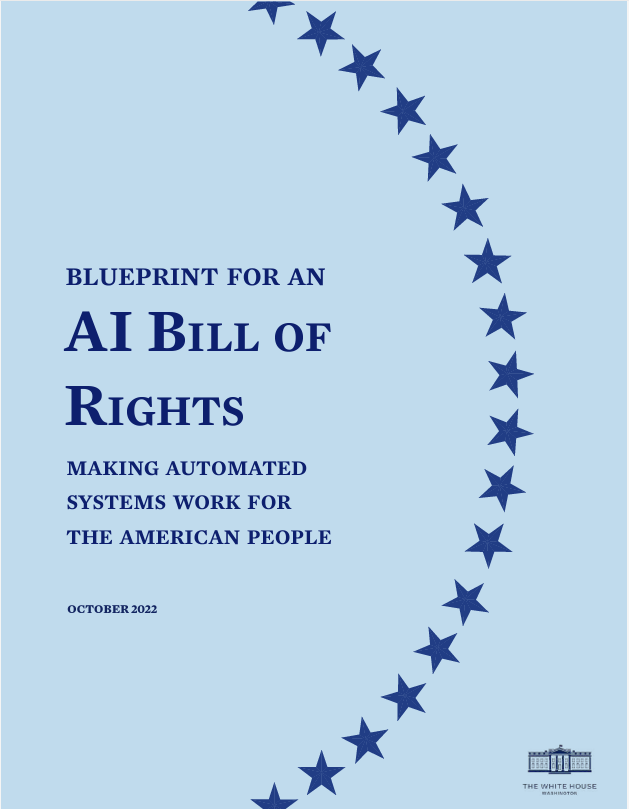 BLUEPRINT FOR AN
AI BILL OF
RIGHTS
MAKING AUTOMATED
SYSTEMS WORK FOR
THE AMERICAN PEOPLE
OCTOBER 2022
THE WHITE HOUSE
WASHINGTON